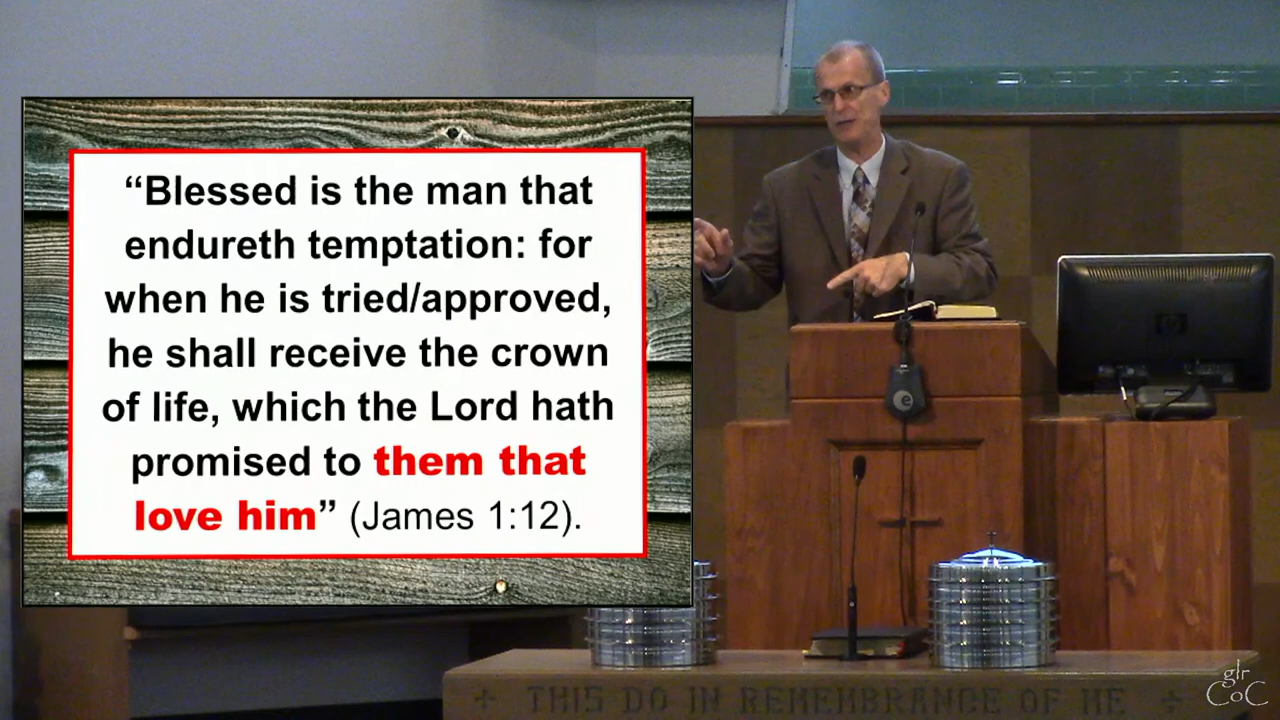 “Blessed is the man that
endureth temptation: for
when he is tried/approved,
he shall receive the crown
of life, which the Lord hath
promised to them that
love him” (James 1:12).
hp
e
THIS DO IN REMEMBRANCE OF ME
glr
CoC